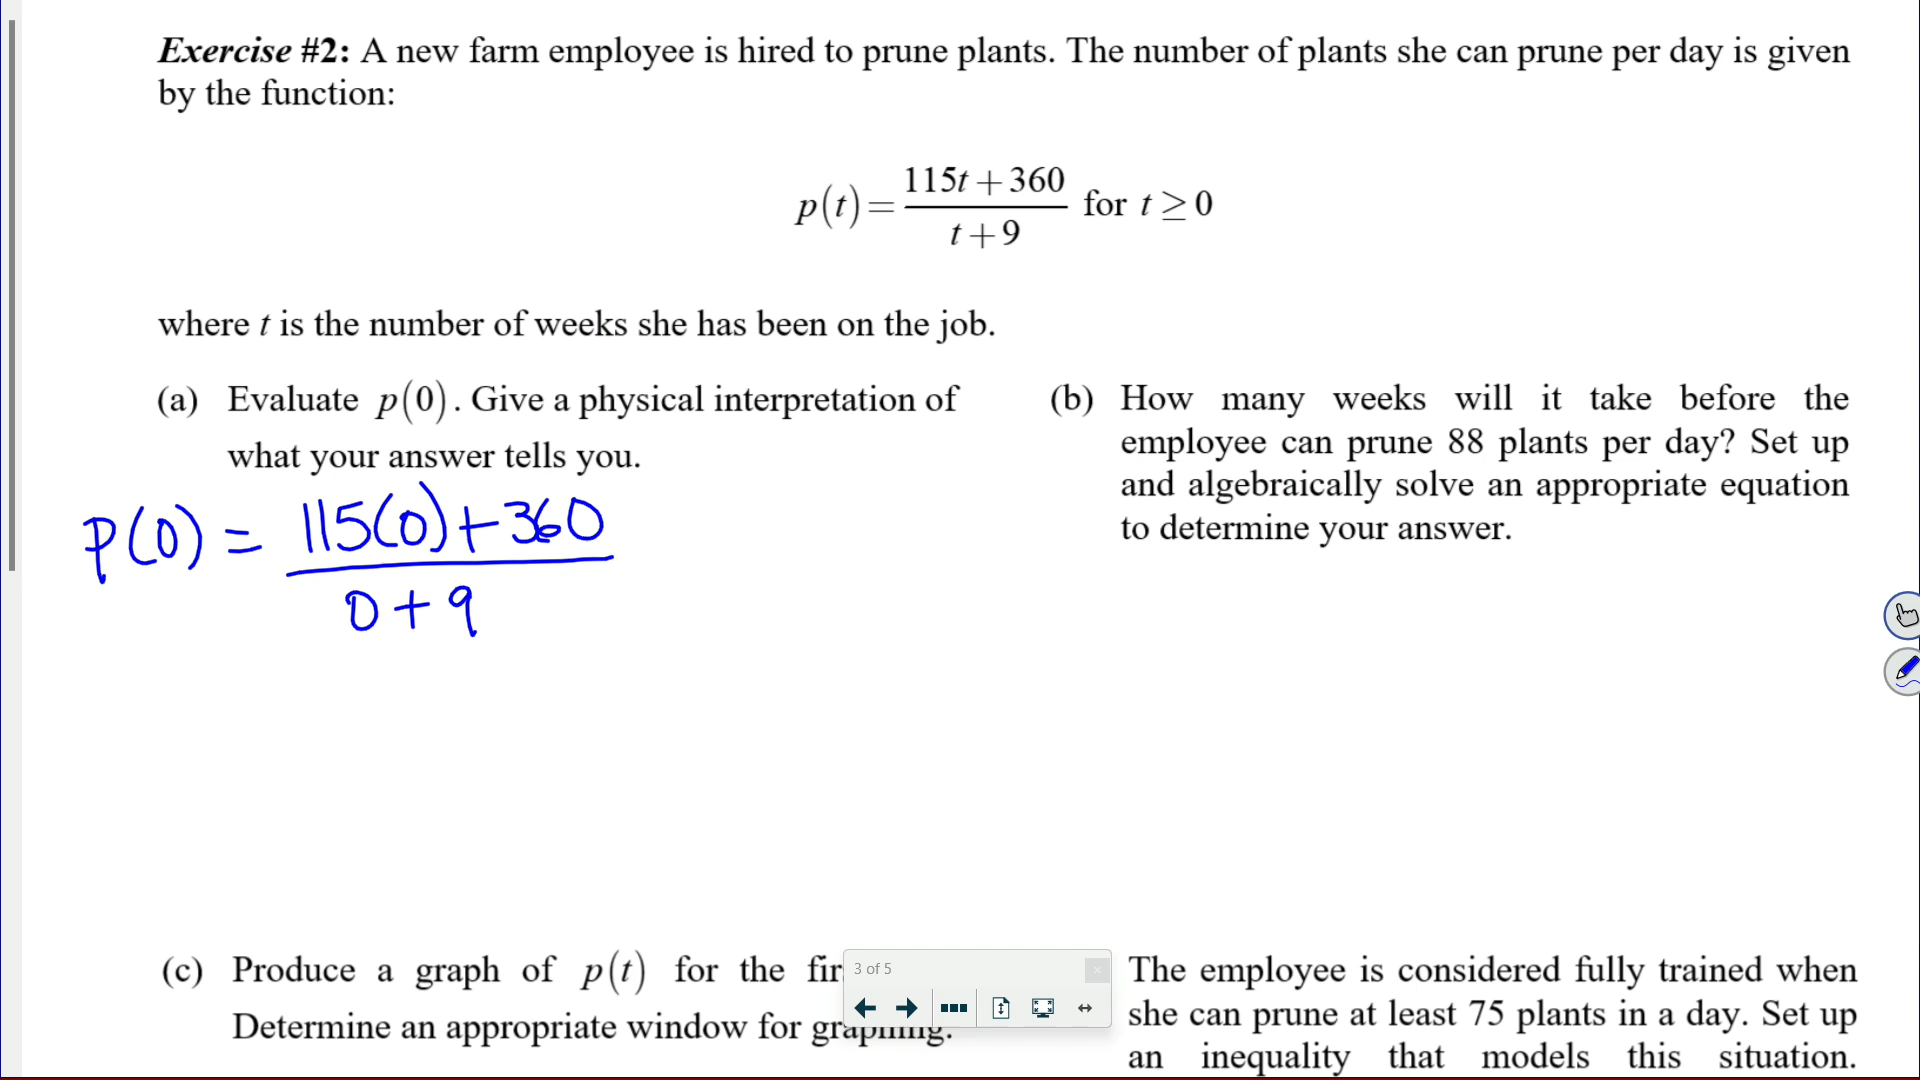 Exercise #2: A new farm employee is hired to prune plants. The number of plants she can prune per day is given
by the function:
p(t) = (115t + 360)/(t + 9) for t ≥ 0
where t is the number of weeks she has been on the job.
(a) Evaluate p(0). Give a physical interpretation of
what your answer tells you.
P(0) = 115(0)+360
0+9
(b) How many weeks will it take before the
employee can prune 88 plants per day? Set up
and algebraically solve an appropriate equation
to determine your answer.
(c) Produce a graph of p(t) for the
Determine an appropriate window for graphing.
3 of 5
The employee is considered fully trained when
she can prune at least 75 plants in a day. Set up
an inequality that models this situation.